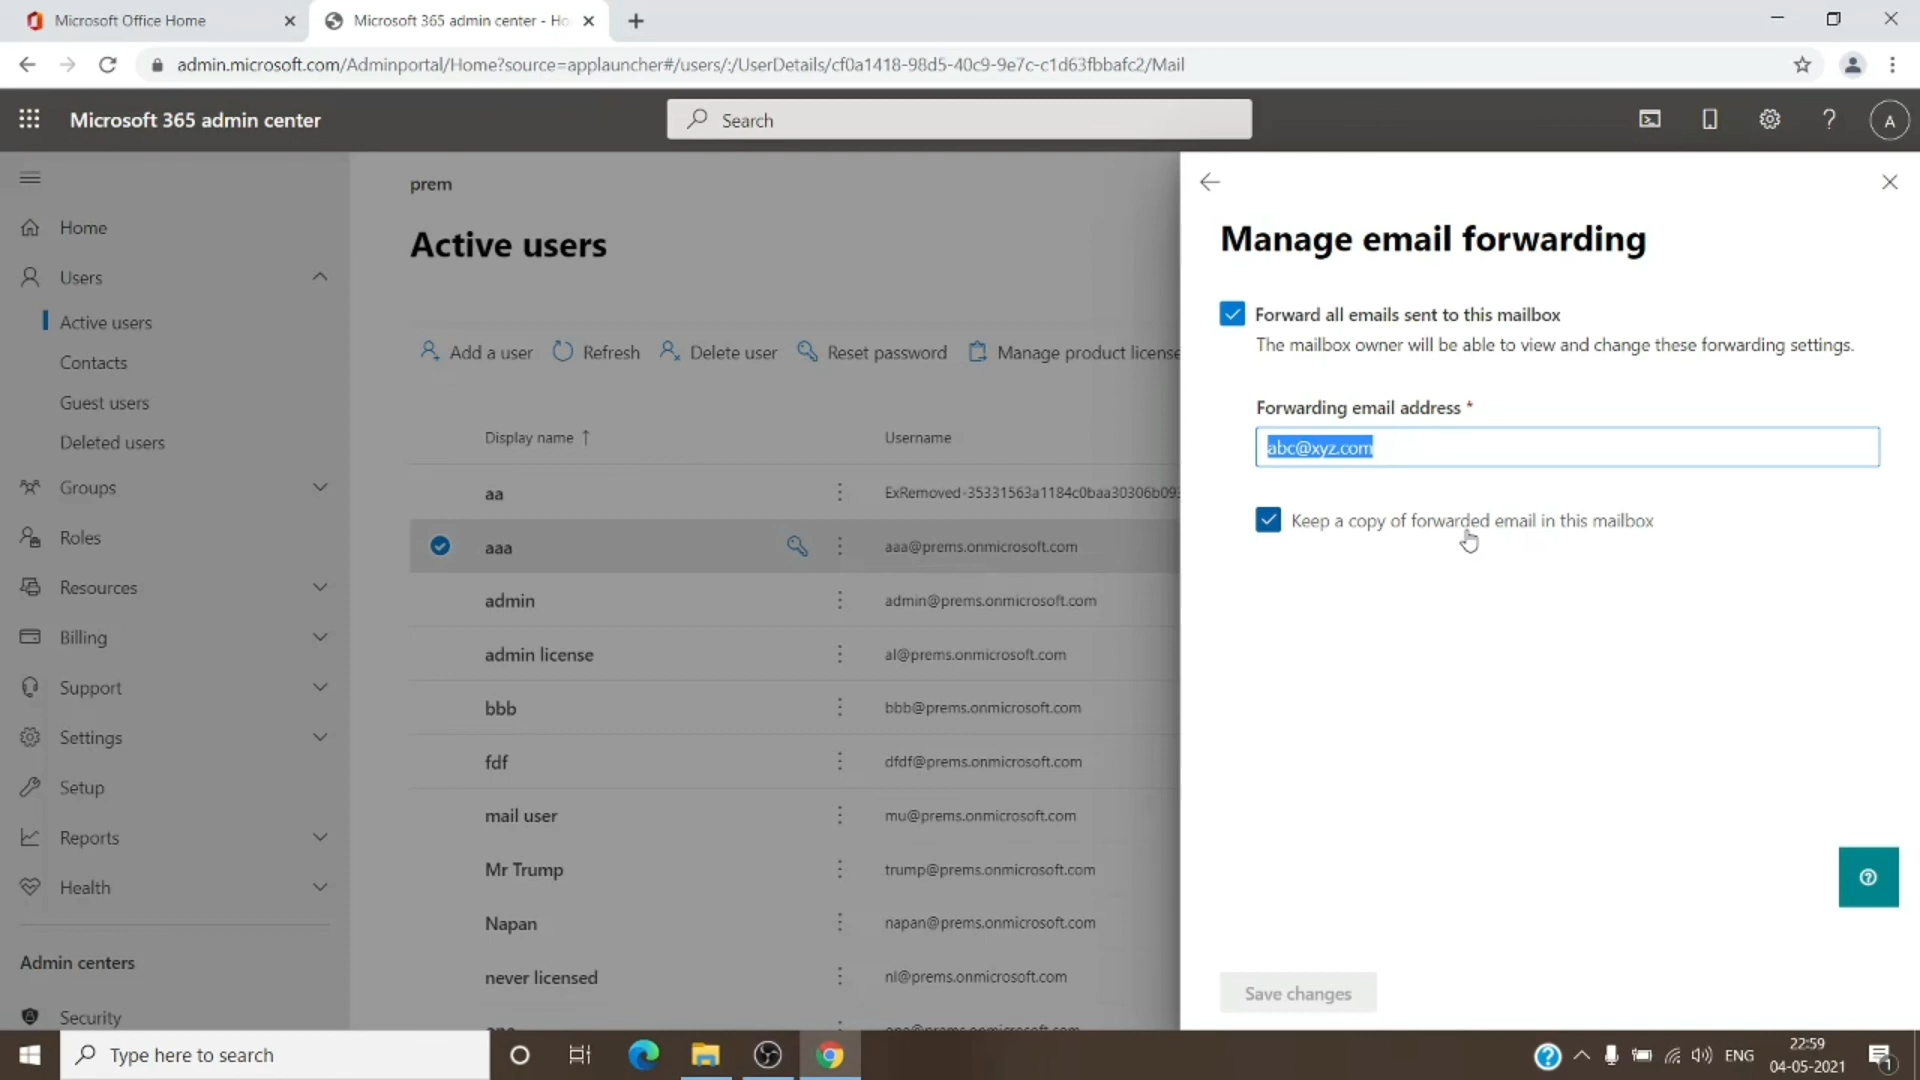 Microsoft Office Home
Microsoft 365 admin center - Ho
admin.microsoft.com/Adminportal/Home?source=applauncher#/users/:/UserDetails/cf0a1418-98d5-40c9-9e7c-c1d63fbbafc2/Mail
Microsoft 365 admin center
Search
A
Home
Users
Active users
Contacts
Guest users
Deleted users
Groups
Roles
Resources
Billing
Support
Settings
Setup
Reports
Health
Admin centers
Security
prem
Active users
Add a user Refresh Delete user Reset password Manage product license
Display name ↑ Username
aa ExRemoved-35331563a1184c0baa30306b09
aaa aaa@prems.onmicrosoft.com
admin admin@prems.onmicrosoft.com
admin license al@prems.onmicrosoft.com
bbb bbb@prems.onmicrosoft.com
fdf dfdf@prems.onmicrosoft.com
mail user mu@prems.onmicrosoft.com
Mr Trump trump@prems.onmicrosoft.com
Napan napan@prems.onmicrosoft.com
never licensed nl@prems.onmicrosoft.com
Manage email forwarding
Forward all emails sent to this mailbox
The mailbox owner will be able to view and change these forwarding settings.
Forwarding email address *
abc@xyz.com
Keep a copy of forwarded email in this mailbox
Save changes
Type here to search
ENG
22:59
04-05-2021
1